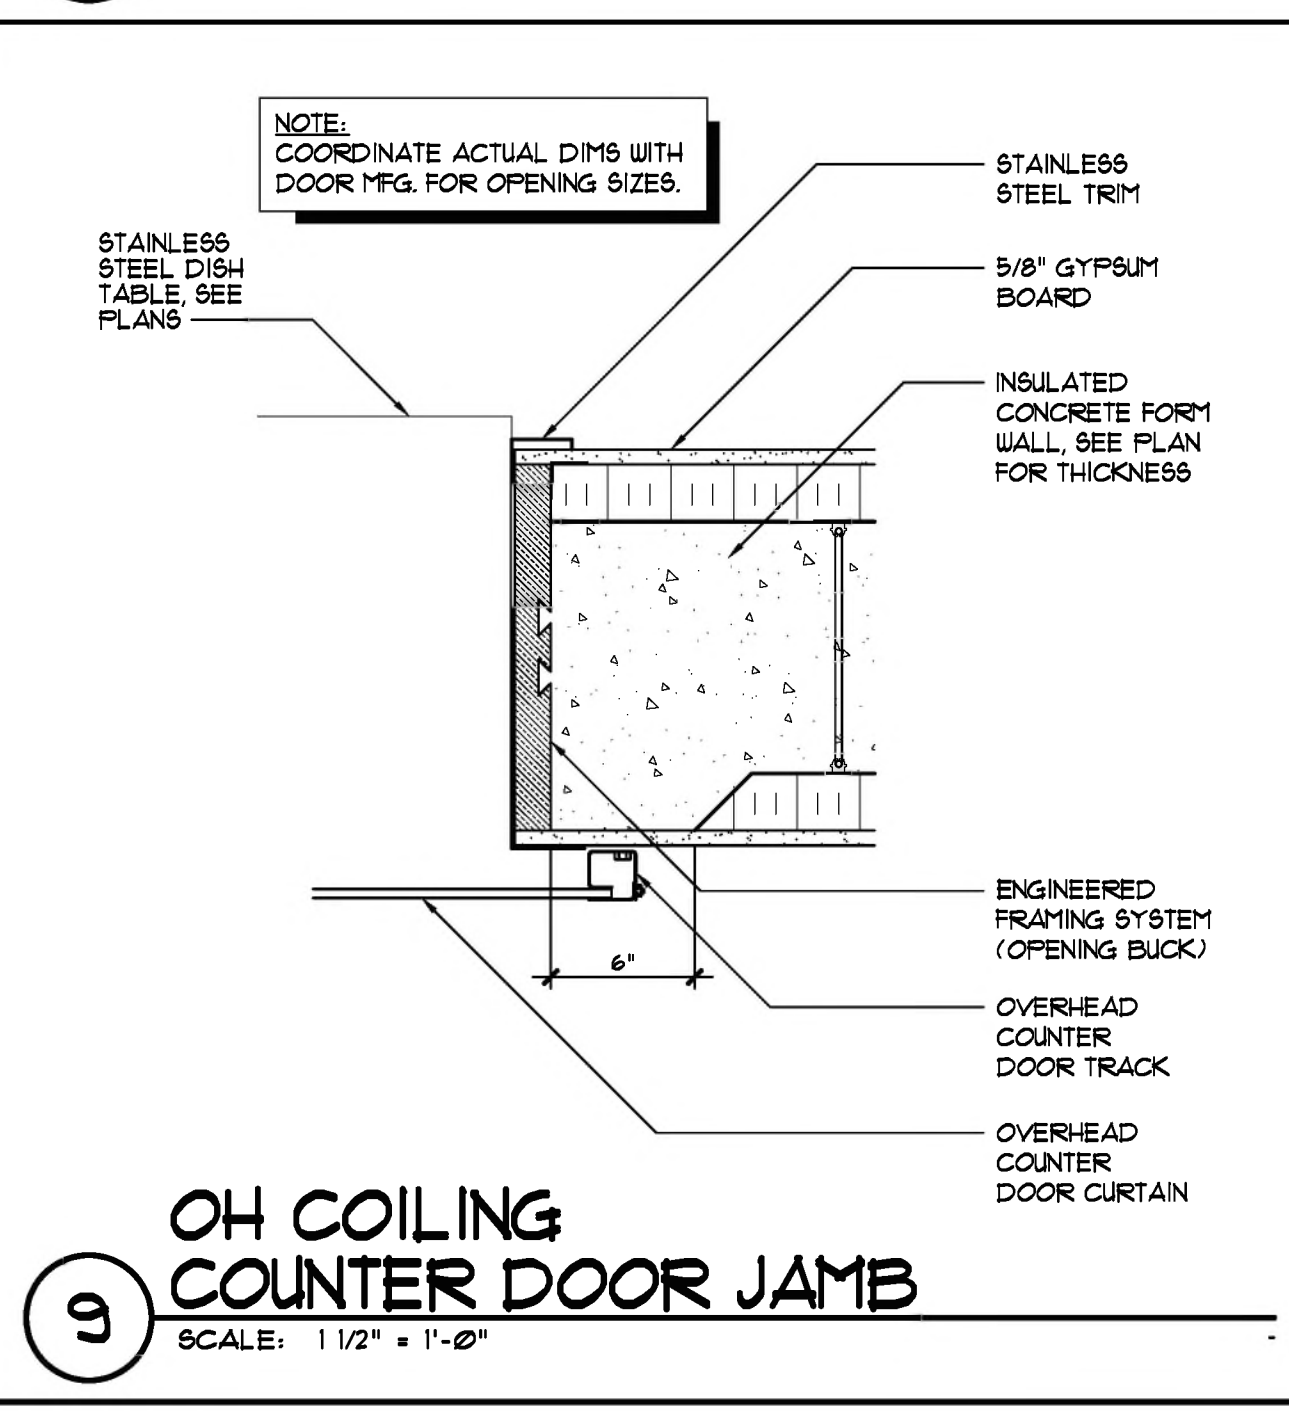 NOTE:
COORDINATE ACTUAL DIMS WITH
DOOR MFG. FOR OPENING SIZES.
STAINLESS
STEEL DISH
TABLE, SEE
PLANS
STAINLESS
STEEL TRIM
5/8" GYPSUM
BOARD
INSULATED
CONCRETE FORM
WALL, SEE PLAN
FOR THICKNESS
ENGINEERED
FRAMING SYSTEM
(OPENING BUCK)
6"
OVERHEAD
COUNTER
DOOR TRACK
OVERHEAD
COUNTER
DOOR CURTAIN
OH COILING
COUNTER DOOR JAMB
9
SCALE: 1 1/2" = 1'-0"
-